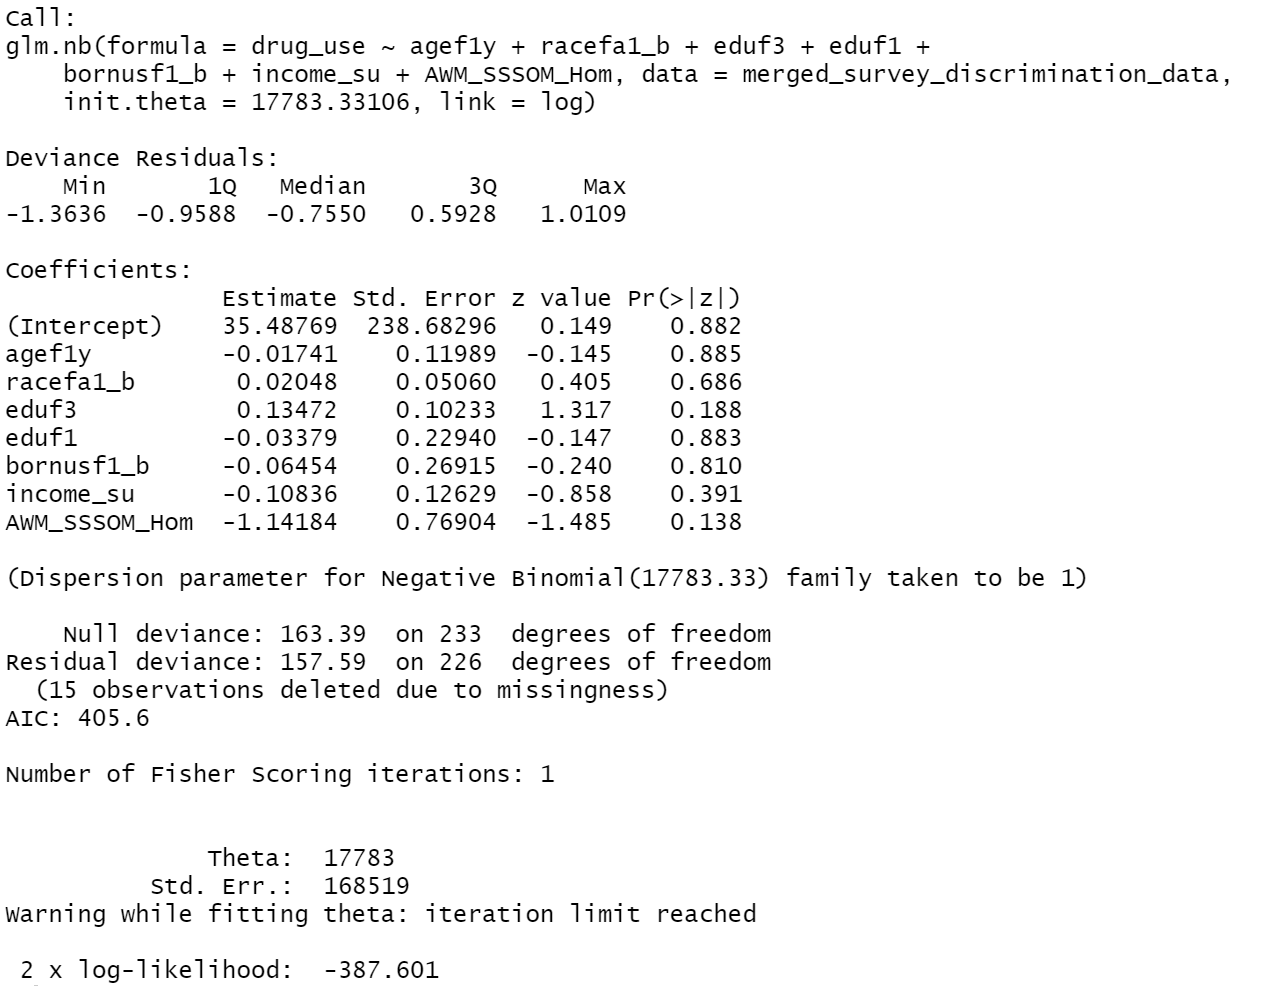 Call:
glm.nb(formula = drug_use ~ agef1y + racefa1_b + eduf3 + eduf1 +
    bornusf1_b + income_su + AWM_SSSOM_Hom, data = merged_survey_discrimination_data,
    init.theta = 17783.33106, link = log)

Deviance Residuals:
    Min       1Q   Median       3Q      Max
-1.3636  -0.9588  -0.7550   0.5928   1.0109

Coefficients:
               Estimate Std. Error z value Pr(>|z|)
(Intercept)    35.48769  238.68296   0.149    0.882
agef1y         -0.01741    0.11989  -0.145    0.885
racefa1_b       0.02048    0.05060   0.405    0.686
eduf3           0.13472    0.10233   1.317    0.188
eduf1          -0.03379    0.22940  -0.147    0.883
bornusf1_b     -0.06454    0.26915  -0.240    0.810
income_su      -0.10836    0.12629  -0.858    0.391
AWM_SSSOM_Hom  -1.14184    0.76904  -1.485    0.138

(Dispersion parameter for Negative Binomial(17783.33) family taken to be 1)

    Null deviance: 163.39  on 233  degrees of freedom
Residual deviance: 157.59  on 226  degrees of freedom
  (15 observations deleted due to missingness)
AIC: 405.6

Number of Fisher Scoring iterations: 1


              Theta:  17783
          Std. Err.:  168519
Warning while fitting theta: iteration limit reached

 2 x log-likelihood:  -387.601